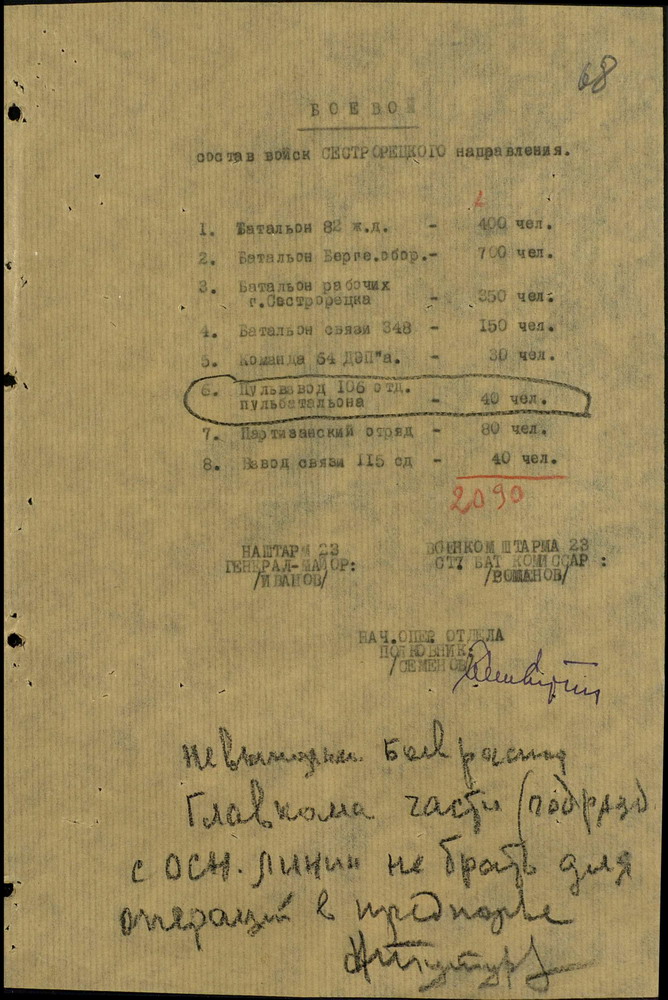 68
БОЕВОЙ
состав войск СЕСТРОРЕЦКОГО направления.
1. Батальон 82 ж.д. - 400 чел.
2. Батальон Берге.обор.- 700 чел.
3. Батальон рабочих
г.Сестрорецка - 350 чел.
4. Батальон связи 348 - 150 чел.
5. Команда 64 ДЭП"а. - 30 чел.
6. Пульвзвод 106 отд.
пульбатальона - 40 чел.
7. Партизанский отряд - 80 чел.
8. Взвод связи 115 сд - 40 чел.
2090
НАШТАРМ 23
ГЕНЕРАЛ-МАЙОР:
/ИВАНОВ/
ВОЕНКОМ ШТАРМА 23
СТ. БАТ КОМИССАР :
/ВОШАНОВ/
НАЧ.ОПЕР ОТДЕЛА
ПОЛКОВНИК:
/СЕМЕНОВ/
Главкома части
с осн. линии не брать для
операций в предполье